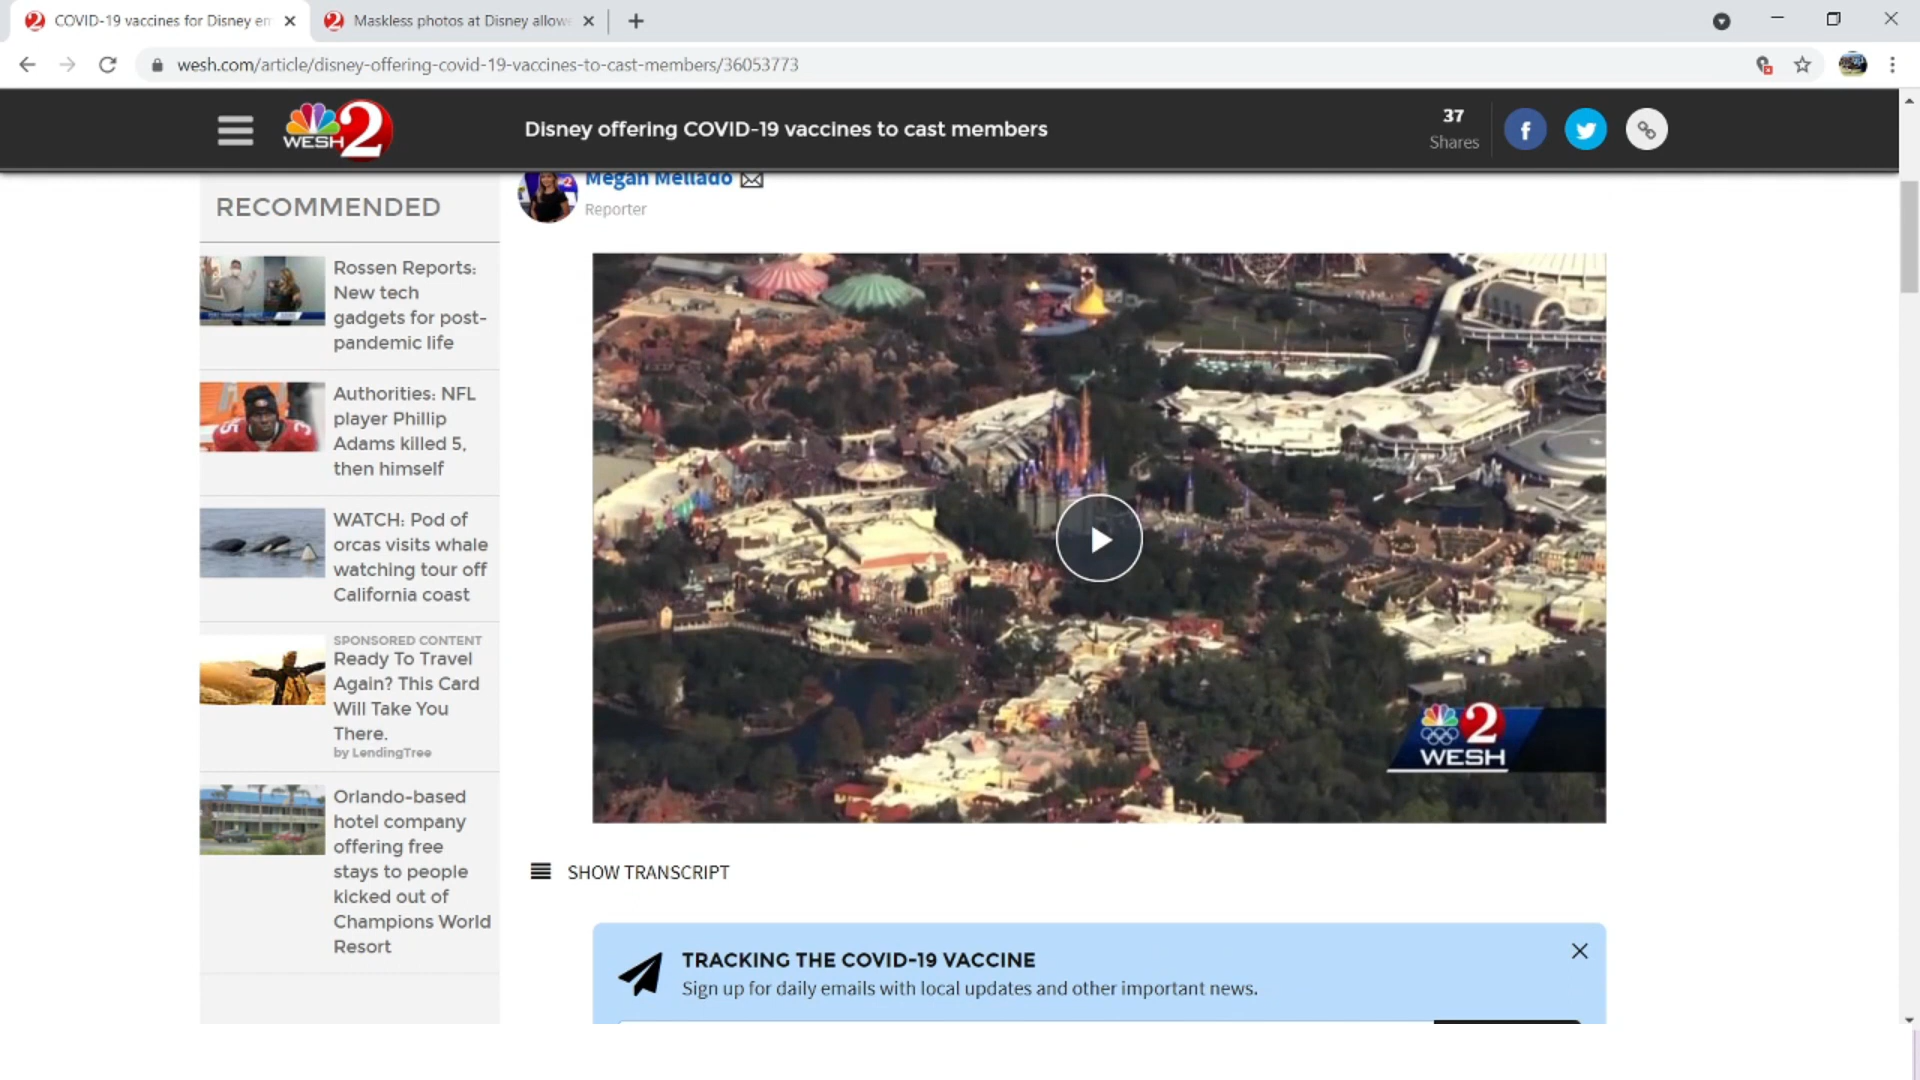 COVID-19 vaccines for Disney em
Maskless photos at Disney allowe
wesh.com/article/disney-offering-covid-19-vaccines-to-cast-members/36053773
WESH 2
Disney offering COVID-19 vaccines to cast members
37
Shares
RECOMMENDED
Rossen Reports:
New tech
gadgets for post-
pandemic life
Authorities: NFL
player Phillip
Adams killed 5,
then himself
WATCH: Pod of
orcas visits whale
watching tour off
California coast
SPONSORED CONTENT
Ready To Travel
Again? This Card
Will Take You
There.
by LendingTree
Orlando-based
hotel company
offering free
stays to people
kicked out of
Champions World
Resort
Megan Mellado
Reporter
2
WESH
SHOW TRANSCRIPT
TRACKING THE COVID-19 VACCINE
Sign up for daily emails with local updates and other important news.